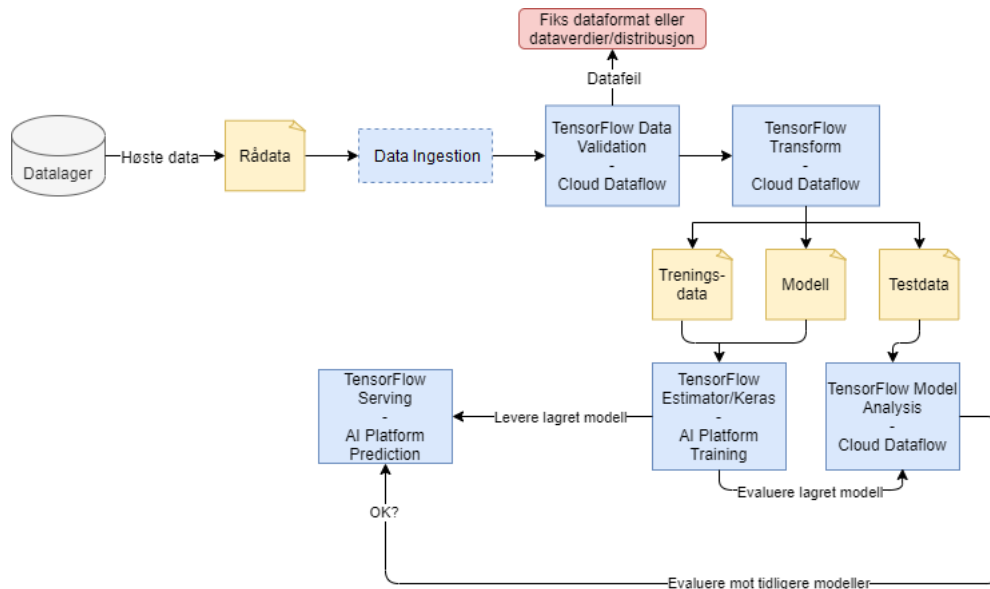 Fiks dataformat eller
dataverdier/distribusjon
Datafeil
Datalager
Høste data
Rådata
Data Ingestion
TensorFlow Data
Validation
-
Cloud Dataflow
TensorFlow
Transform
-
Cloud Dataflow
Trenings-
data
Modell
Testdata
TensorFlow
Serving
-
AI Platform
Prediction
Levere lagret modell
TensorFlow
Estimator/Keras
-
AI Platform
Training
TensorFlow Model
Analysis
-
Cloud Dataflow
Evaluere lagret modell
OK?
Evaluere mot tidligere modeller